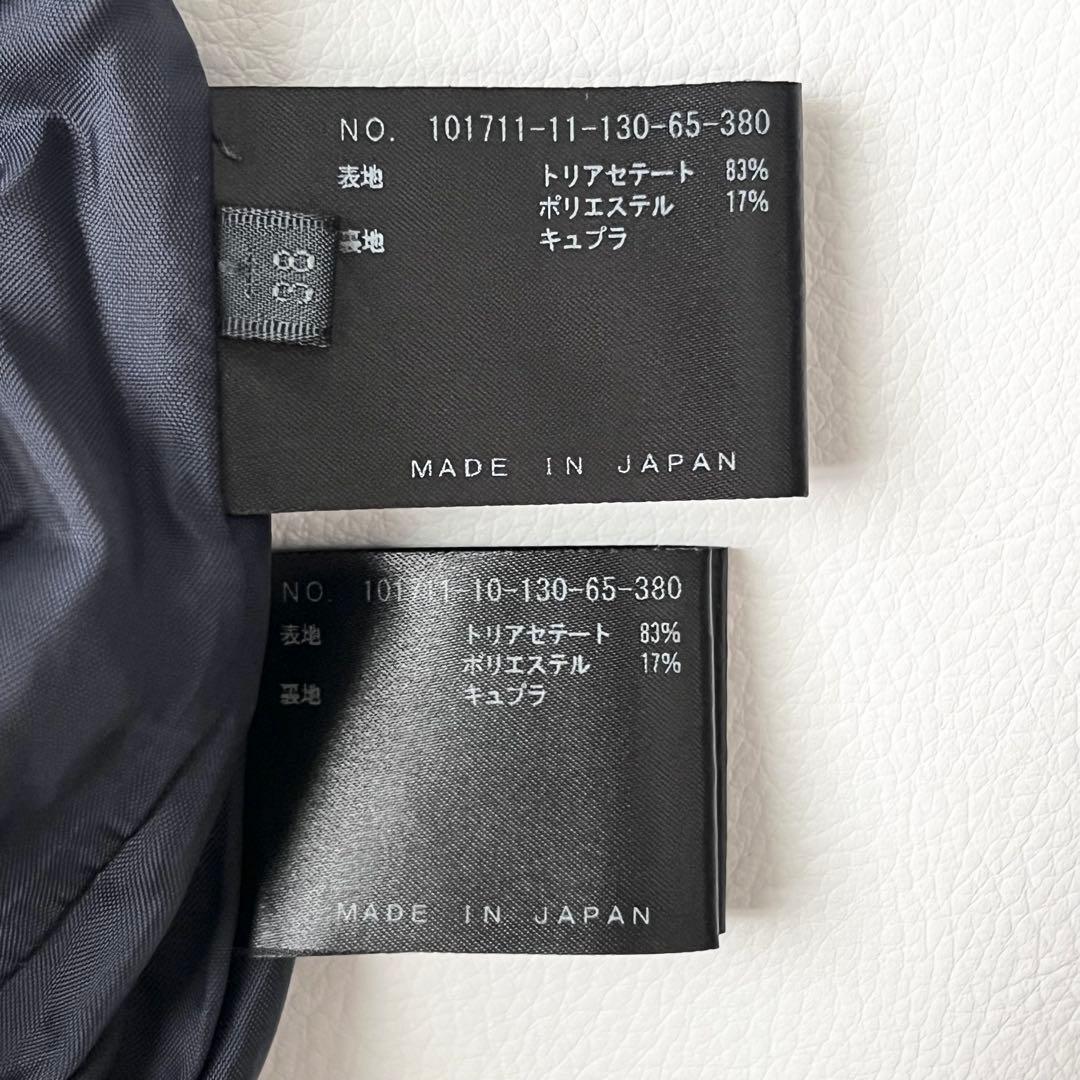 NO. 101711-11-130-65-380
表地 トリアセテート 83%
ポリエステル 17%
裏地 キュプラ
38
MADE IN JAPAN
NO. 101711-10-130-65-380
表地 トリアセテート 83%
ポリエステル 17%
裏地 キュプラ
MADE IN JAPAN